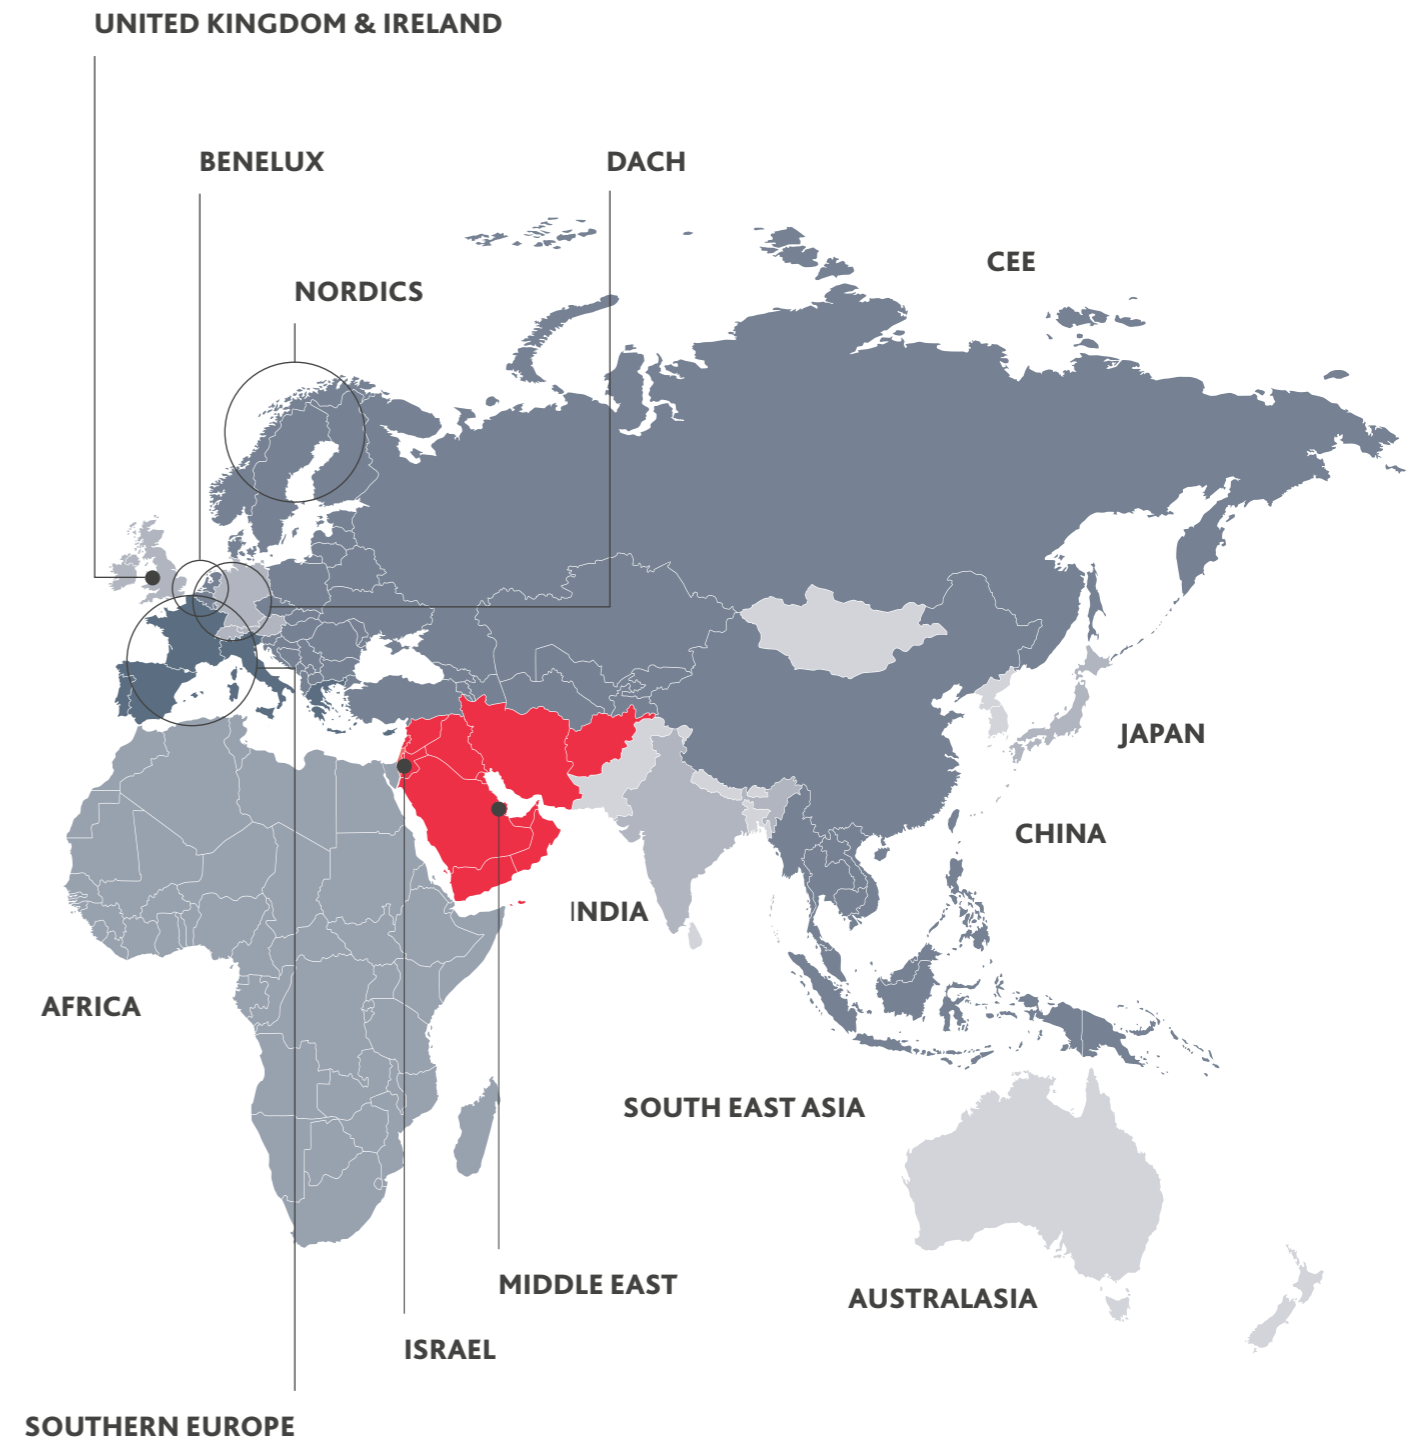 UNITED KINGDOM & IRELAND
BENELUX
DACH
CEE
NORDICS
JAPAN
CHINA
INDIA
AFRICA
SOUTH EAST ASIA
MIDDLE EAST
AUSTRALASIA
ISRAEL
SOUTHERN EUROPE